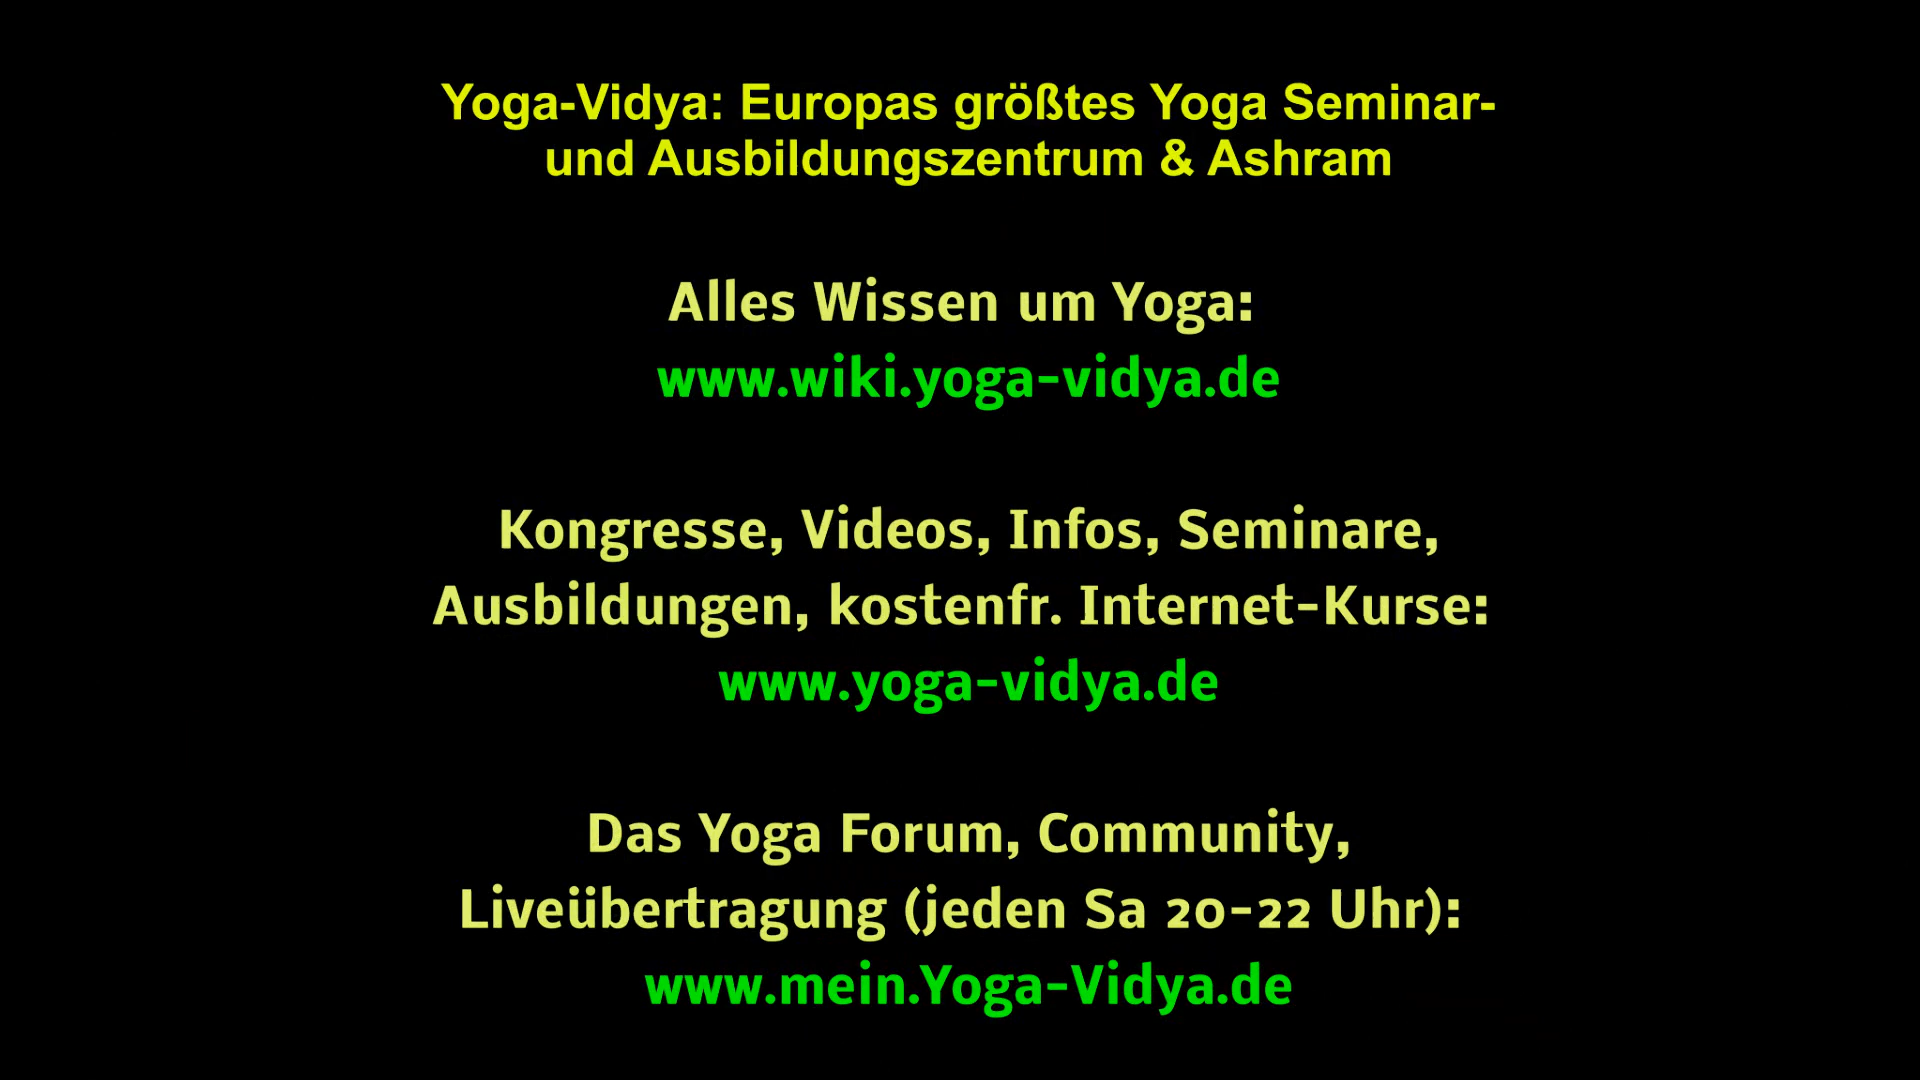 Yoga-Vidya: Europas größtes Yoga Seminar-
und Ausbildungszentrum & Ashram
Alles Wissen um Yoga:
www.wiki.yoga-vidya.de
Kongresse, Videos, Infos, Seminare,
Ausbildungen, kostenfr. Internet-Kurse:
www.yoga-vidya.de
Das Yoga Forum, Community,
Liveübertragung (jeden Sa 20-22 Uhr):
www.mein.Yoga-Vidya.de